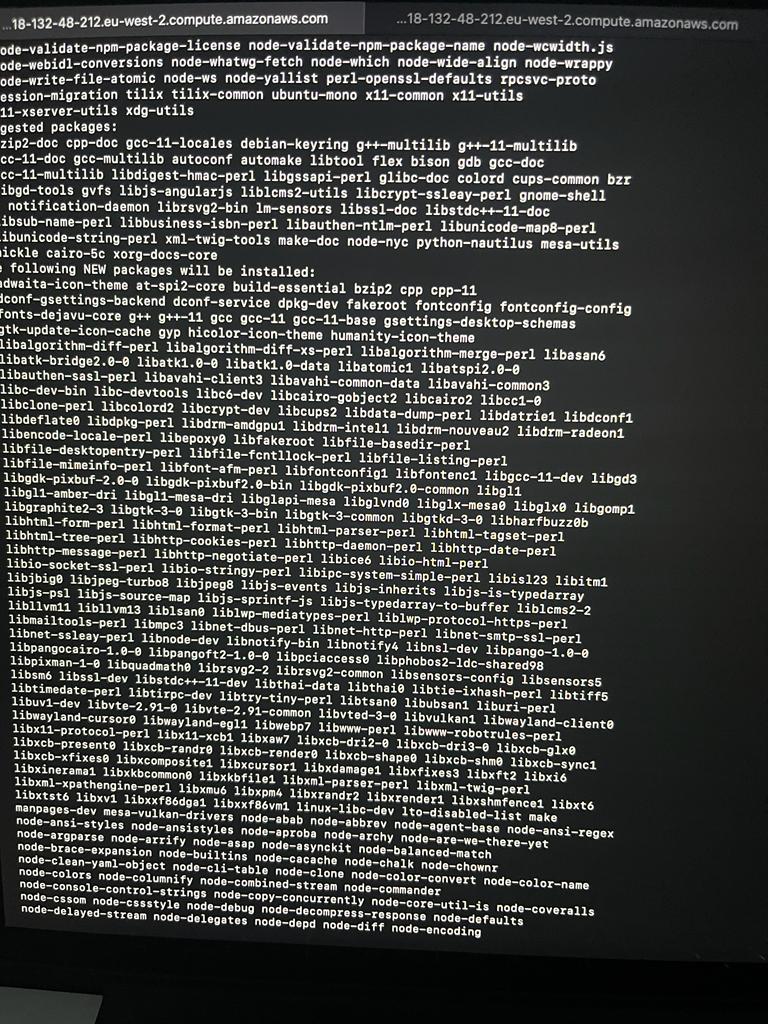 ...18-132-48-212.eu-west-2.compute.amazonaws.com
...18-132-48-212.eu-west-2.compute.amazonaws.com
ode-validate-npm-package-license node-validate-npm-package-name node-wcwidth.js
ode-webidl-conversions node-whatwg-fetch node-which node-wide-align node-wrappy
ode-write-file-atomic node-ws node-yallist perl-openssl-defaults rpcsvc-proto
ession-migration tilix tilix-common ubuntu-mono x11-common x11-utils
11-xserver-utils xdg-utils
gested packages:
zip2-doc cpp-doc gcc-11-locales debian-keyring g++-multilib g++-11-multilib
cc-11-doc gcc-multilib autoconf automake libtool flex bison gdb gcc-doc
cc-11-multilib libdigest-hmac-perl libgssapi-perl glibc-doc colord cups-common bzr
ibgd-tools gvfs libjs-angularjs liblcms2-utils libcrypt-ssleay-perl gnome-shell
notification-daemon librsvg2-bin lm-sensors libssl-doc libstdc++-11-doc
ibsub-name-perl libbusiness-isbn-perl libauthen-ntlm-perl libunicode-map8-perl
ibunicode-string-perl xml-twig-tools make-doc node-nyc python-nautilus mesa-utils
ickle cairo-5c xorg-docs-core
e following NEW packages will be installed:
adwaita-icon-theme at-spi2-core build-essential bzip2 cpp cpp-11
dconf-gsettings-backend dconf-service dpkg-dev fakeroot fontconfig fontconfig-config
fonts-dejavu-core g++ g++-11 gcc gcc-11 gcc-11-base gsettings-desktop-schemas
gtk-update-icon-cache gyp hicolor-icon-theme humanity-icon-theme
libalgorithm-diff-perl libalgorithm-diff-xs-perl libalgorithm-merge-perl libasan6
libatk-bridge2.0-0 libatk1.0-0 libatk1.0-data libatomic1 libatspi2.0-0
libauthen-sasl-perl libavahi-client3 libavahi-common-data libavahi-common3
libc-dev-bin libc-devtools libc6-dev libcairo-gobject2 libcairo2 libcc1-0
libclone-perl libcolord2 libcrypt-dev libcups2 libdata-dump-perl libdatrie1 libdconf1
libdeflate0 libdpkg-perl libdrm-amdgpu1 libdrm-intel1 libdrm-nouveau2 libdrm-radeon1
libencode-locale-perl libepoxy0 libfakeroot libfile-basedir-perl
libfile-desktopentry-perl libfile-fcntllock-perl libfile-listing-perl
libfile-mimeinfo-perl libfont-afm-perl libfontconfig1 libfontenc1 libgcc-11-dev libgd3
libgdk-pixbuf-2.0-0 libgdk-pixbuf2.0-bin libgdk-pixbuf2.0-common libgl1
libgl1-amber-dri libgl1-mesa-dri libglapi-mesa libglvnd0 libglx-mesa0 libglx0 libgomp1
libgraphite2-3 libgtk-3-0 libgtk-3-bin libgtk-3-common libgtkd-3-0 libharfbuzz0b
libhtml-form-perl libhtml-format-perl libhtml-parser-perl libhtml-tagset-perl
libhtml-tree-perl libhttp-cookies-perl libhttp-daemon-perl libhttp-date-perl
libhttp-message-perl libhttp-negotiate-perl libice6 libio-html-perl
libio-socket-ssl-perl libio-stringy-perl libipc-system-simple-perl libisl23 libitm1
libjbig0 libjpeg-turbo8 libjpeg8 libjs-events libjs-inherits libjs-is-typedarray
libjs-psl libjs-source-map libjs-sprintf-js libjs-typedarray-to-buffer liblcms2-2
libllvm11 libllvm13 liblsan0 liblwp-mediatypes-perl liblwp-protocol-https-perl
libmailtools-perl libmpc3 libnet-dbus-perl libnet-http-perl libnet-smtp-ssl-perl
libnet-ssleay-perl libnode-dev libnotify-bin libnotify4 libnsl-dev libpango-1.0-0
libpangocairo-1.0-0 libpangoft2-1.0-0 libpciaccess0 libphobos2-ldc-shared98
libpixman-1-0 libquadmath0 librsvg2-2 librsvg2-common libsensors-config libsensors5
libsm6 libssl-dev libstdc++-11-dev libthai-data libthai0 libtie-ixhash-perl libtiff5
libtimedate-perl libtirpc-dev libtry-tiny-perl libtsan0 libubsan1 liburi-perl
libuv1-dev libvte-2.91-0 libvte-2.91-common libvted-3-0 libvulkan1 libwayland-client0
libwayland-cursor0 libwayland-egl1 libwebp7 libwww-perl libwww-robotrules-perl
libx11-protocol-perl libx11-xcb1 libxaw7 libxcb-dri2-0 libxcb-dri3-0 libxcb-glx0
libxcb-present0 libxcb-randr0 libxcb-render0 libxcb-shape0 libxcb-shm0 libxcb-sync1
libxcb-xfixes0 libxcomposite1 libxcursor1 libxdamage1 libxfixes3 libxft2 libxi6
libxinerama1 libxkbcommon0 libxkbfile1 libxml-parser-perl libxml-twig-perl
libxml-xpathengine-perl libxmu6 libxpm4 libxrandr2 libxrender1 libxshmfence1 libxt6
libxtst6 libxv1 libxxf86dga1 libxxf86vm1 linux-libc-dev lto-disabled-list make
manpages-dev mesa-vulkan-drivers node-abab node-abbrev node-agent-base node-ansi-regex
node-ansi-styles node-ansistyles node-aproba node-archy node-are-we-there-yet
node-argparse node-arrify node-asap node-asynckit node-balanced-match
node-brace-expansion node-builtins node-cacache node-chalk node-chownr
node-clean-yaml-object node-cli-table node-clone node-color-convert node-color-name
node-colors node-columnify node-combined-stream node-commander
node-console-control-strings node-copy-concurrently node-core-util-is node-coveralls
node-cssom node-cssstyle node-debug node-decompress-response node-defaults
node-delayed-stream node-delegates node-depd node-diff node-encoding